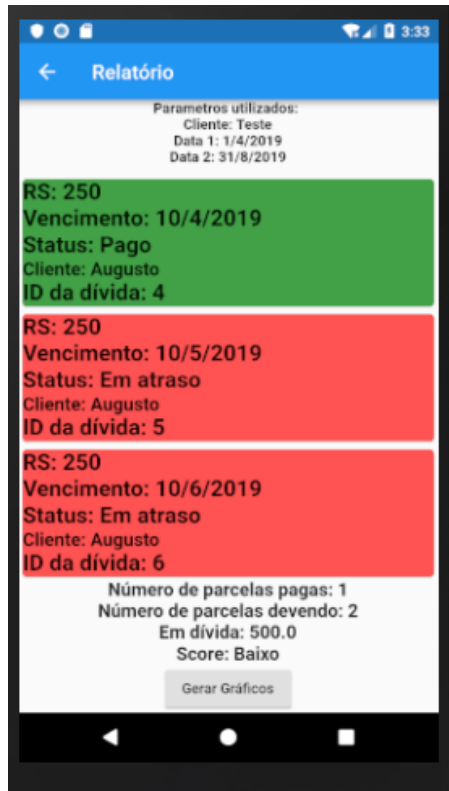 3:33
Relatório
Parametros utilizados:
Cliente: Teste
Data 1: 1/4/2019
Data 2: 31/8/2019
RS: 250
Vencimento: 10/4/2019
Status: Pago
Cliente: Augusto
ID da dívida: 4
RS: 250
Vencimento: 10/5/2019
Status: Em atraso
Cliente: Augusto
ID da dívida: 5
RS: 250
Vencimento: 10/6/2019
Status: Em atraso
Cliente: Augusto
ID da dívida: 6
Número de parcelas pagas: 1
Número de parcelas devendo: 2
Em dívida: 500.0
Score: Baixo
Gerar Gráficos